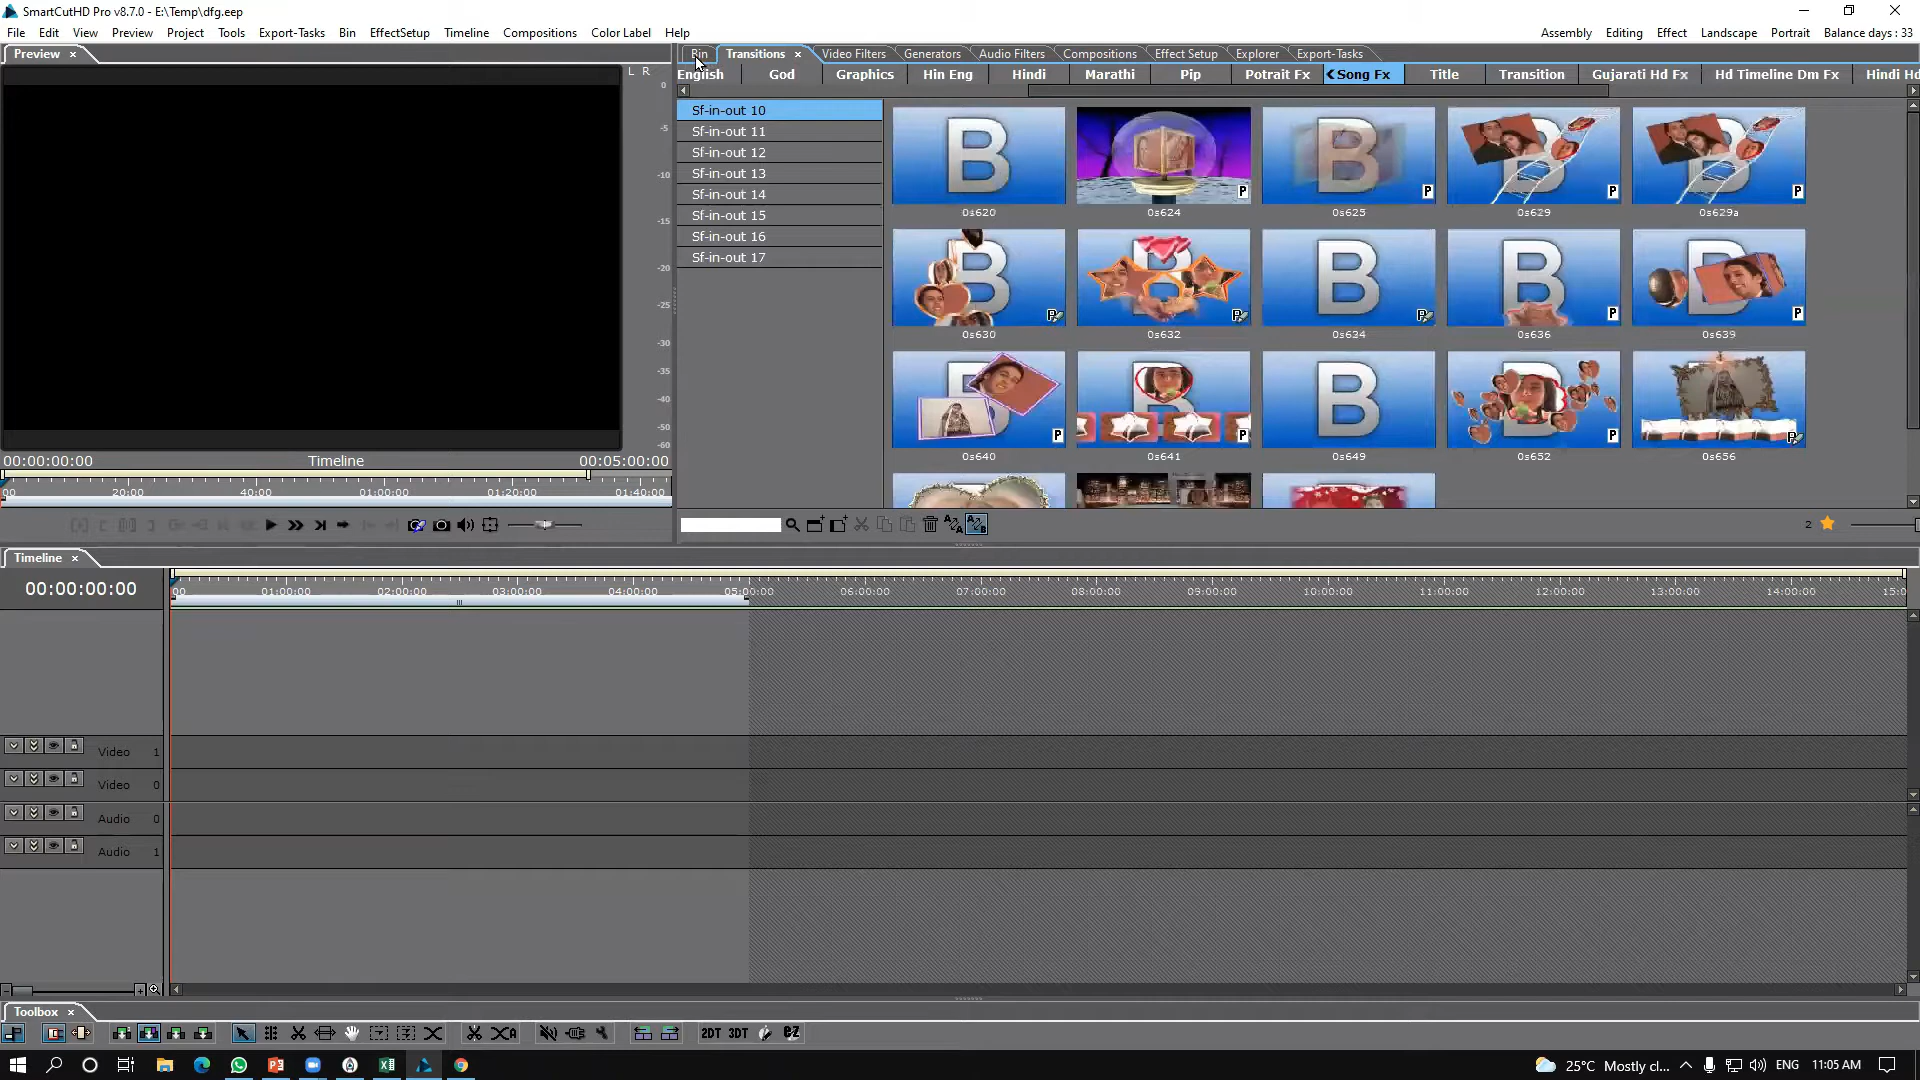 SmartCutHD Pro v8.7.0 - E:\Temp\dfg.eep
File Edit View Preview Project Tools Export-Tasks Bin EffectSetup Timeline Compositions Color Label Help
Assembly Editing Effect Landscape Portrait Balance days : 33
Preview
Bin Transitions Video Filters Generators Audio Filters Compositions Effect Setup Explorer Export-Tasks
English God Graphics Hin Eng Hindi Marathi Pip Potrait Fx Song Fx Title Transition Gujarati Hd Fx Hd Timeline Dm Fx Hindi Hd
L R
0
-5
-10
-15
-20
-25
-30
-35
-40
-45
-50
-60
Sf-in-out 10
Sf-in-out 11
Sf-in-out 12
Sf-in-out 13
Sf-in-out 14
Sf-in-out 15
Sf-in-out 16
Sf-in-out 17
B B B B
P P P P
0s620 0s624 0s625 0s629 0s629a
B B B B B
P P P P P
0s630 0s632 0s634 0s636 0s639
B B B
P P P P
0s640 0s641 0s649 0s652 0s656
00:00:00:00 Timeline 00:05:00:00
00 20:00 40:00 01:00:00 01:20:00 01:40:00
2
Timeline
00:00:00:00
00 01:00:00 02:00:00 03:00:00 04:00:00 05:00:00 06:00:00 07:00:00 08:00:00 09:00:00 10:00:00 11:00:00 12:00:00 13:00:00 14:00:00 15:0
Video 1
Video 0
Audio 0
Audio 1
Toolbox
2DT 3DT
25°C Mostly cl... ENG 11:05 AM